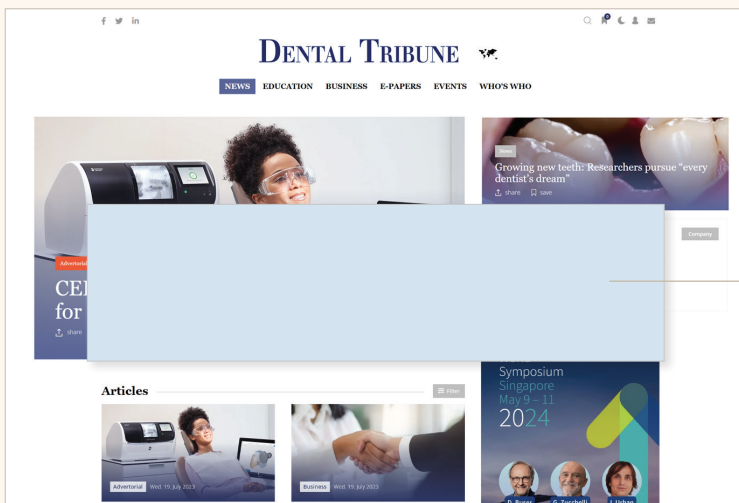 DENTAL TRIBUNE
NEWS EDUCATION BUSINESS E-PAPERS EVENTS WHO'S WHO
News
Growing new teeth: Researchers pursue "every
dentist's dream"
share save
Company
Advertorial
for
share
Articles
Filter
Symposium
Singapore
May 9 – 11
2024
Advertorial Wed. 19. July 2023
Business Wed. 19. July 2023
D. Buser G. Zucchelli I. Urban